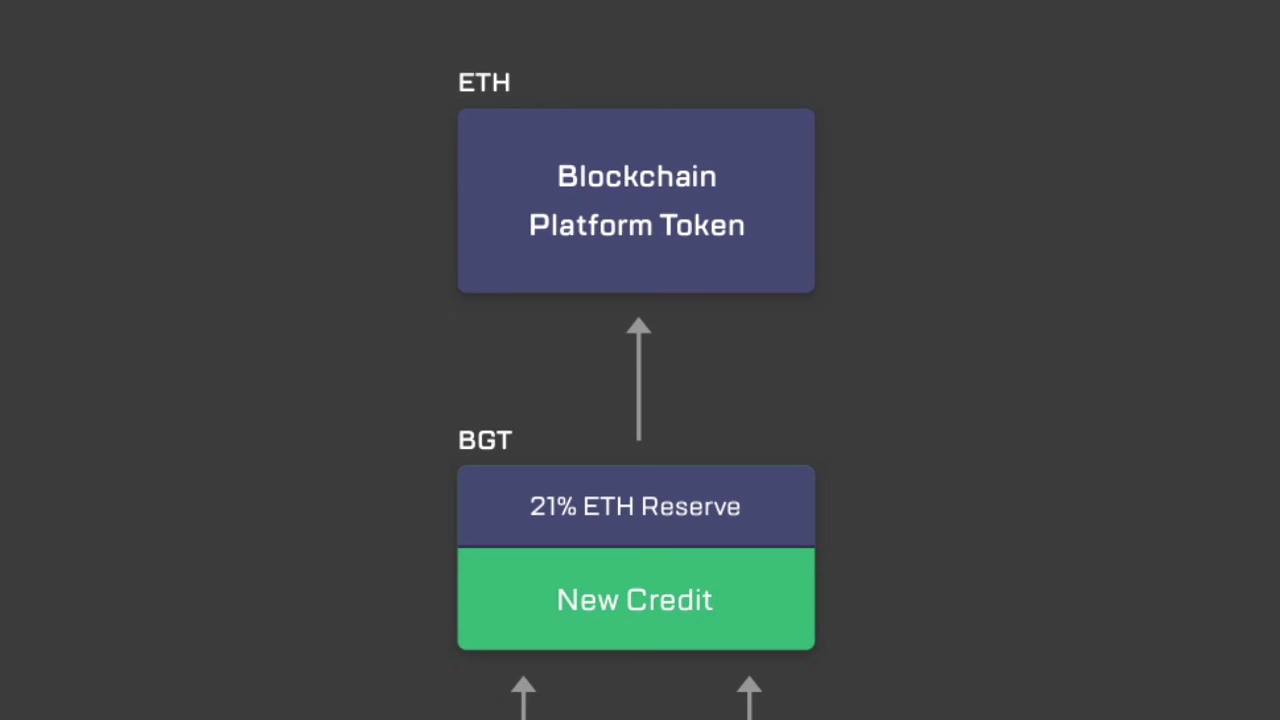 ETH
Blockchain
Platform Token
BGT
21% ETH Reserve
New Credit